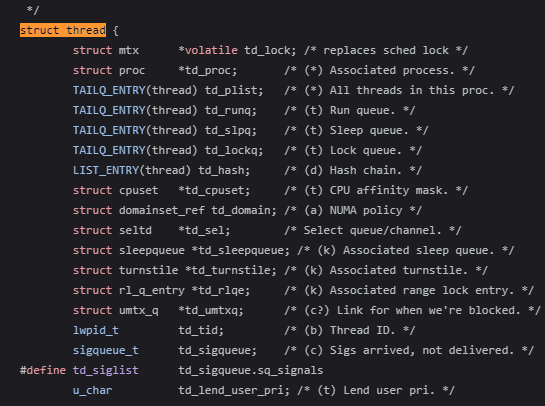 */
struct thread {
struct mtx *volatile td_lock; /* replaces sched lock */
struct proc *td_proc; /* (*) Associated process. */
TAILQ_ENTRY(thread) td_plist; /* (*) All threads in this proc. */
TAILQ_ENTRY(thread) td_runq; /* (t) Run queue. */
TAILQ_ENTRY(thread) td_slpq; /* (t) Sleep queue. */
TAILQ_ENTRY(thread) td_lockq; /* (t) Lock queue. */
LIST_ENTRY(thread) td_hash; /* (d) Hash chain. */
struct cpuset *td_cpuset; /* (t) CPU affinity mask. */
struct domainset_ref td_domain; /* (a) NUMA policy */
struct seltd *td_sel; /* Select queue/channel. */
struct sleepqueue *td_sleepqueue; /* (k) Associated sleep queue. */
struct turnstile *td_turnstile; /* (k) Associated turnstile. */
struct rl_q_entry *td_rlqe; /* (k) Associated range lock entry. */
struct umtx_q *td_umtxq; /* (c?) Link for when we're blocked. */
lwpid_t td_tid; /* (b) Thread ID. */
sigqueue_t td_sigqueue; /* (c) Sigs arrived, not delivered. */
#define td_siglist td_sigqueue.sq_signals
u_char td_lend_user_pri; /* (t) Lend user pri. */